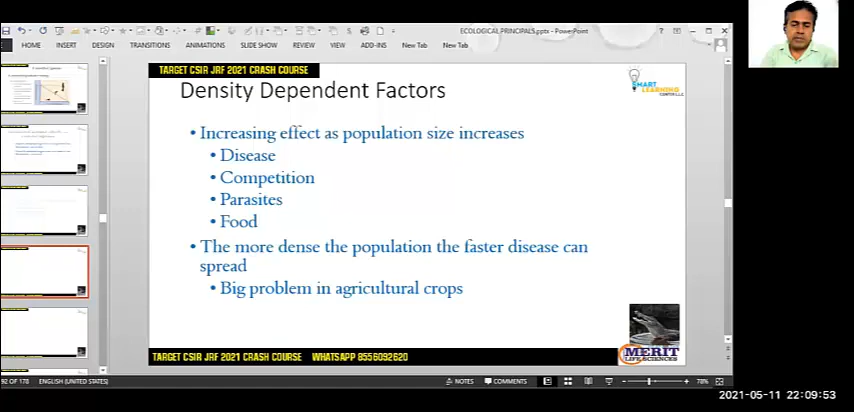 ECOLOGICAL PRINCIPALS.pptx - PowerPoint
HOME INSERT DESIGN TRANSITIONS ANIMATIONS SLIDE SHOW REVIEW VIEW ADD-INS New Tab New Tab
TARGET CSIR JRF 2021 CRASH COURSE
SMART
LEARNING
Density Dependent Factors
• Increasing effect as population size increases
• Disease
• Competition
• Parasites
• Food
• The more dense the population the faster disease can
spread
• Big problem in agricultural crops
MERIT
LIFE SCIENCES
TARGET CSIR JRF 2021 CRASH COURSE WHATSAPP 8556092620
92 OF 178 ENGLISH (UNITED STATES) NOTES COMMENTS 78%
2021-05-11 22:09:53